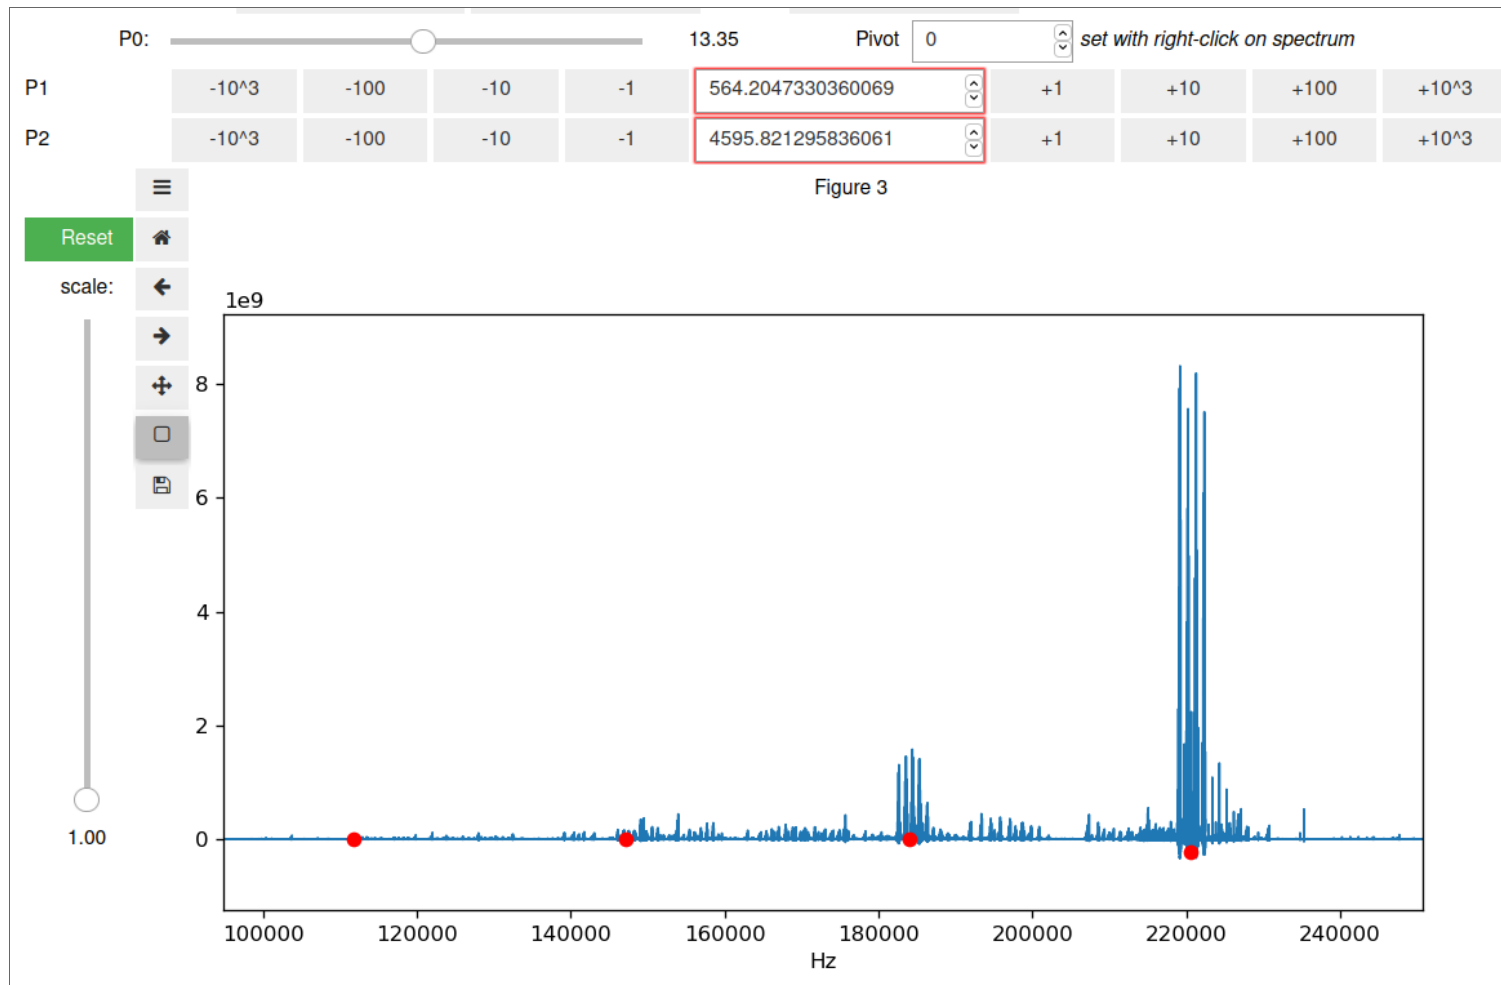 P0: 13.35 Pivot 0 set with right-click on spectrum
P1 -10^3 -100 -10 -1 564.2047330360069 +1 +10 +100 +10^3
P2 -10^3 -100 -10 -1 4595.821295836061 +1 +10 +100 +10^3
Figure 3
Reset
scale:
1.00
1e9
8
6
4
2
0
100000 120000 140000 160000 180000 200000 220000 240000
Hz